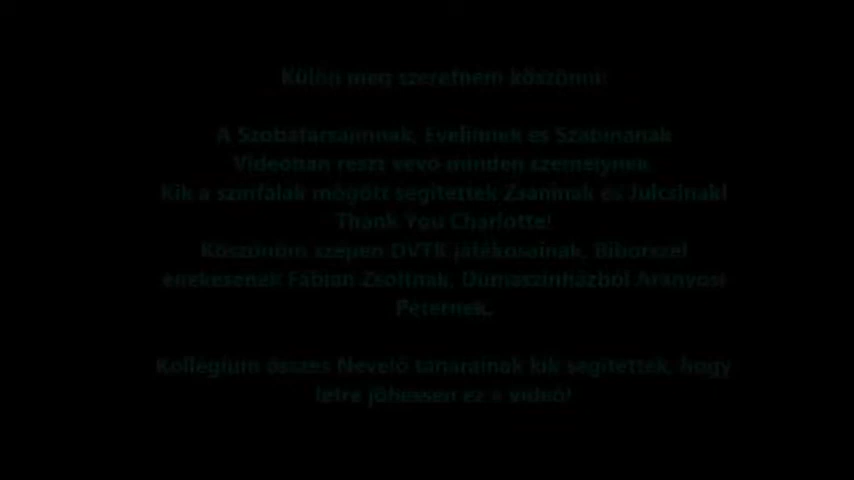 Külön meg szeretném köszönni:
A Szobatársaimnak, Evelinnek és Szabinának
Videóban részt vevő minden személynek
Kik a színfalak mögött segítettek Zsaninak és Julcsinak!
Thank You Charlotte!
Köszönöm szépen DVTK játékosainak, Bíborszél
énekesének Fábián Zsoltnak, Dumaszínházból Aranyosi
Péternek.
Kollégium összes Nevelő tanárainak kik segítettek, hogy
létre jöhessen ez a videó!